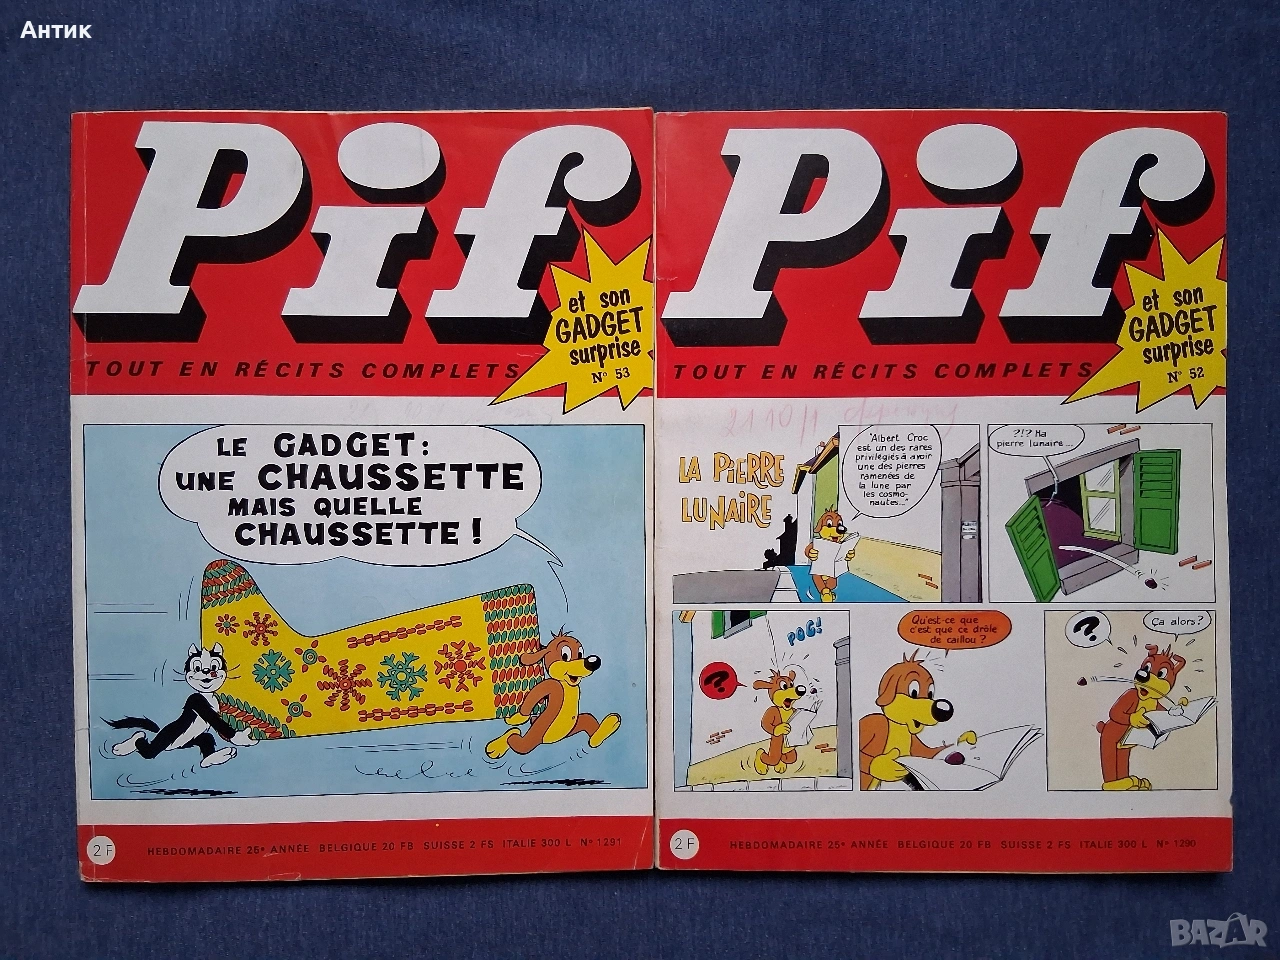 Антик
Pif
et son
GADGET
surprise
N° 53
TOUT EN RÉCITS COMPLETS
LE GADGET:
UNE CHAUSSETTE
MAIS QUELLE
CHAUSSETTE!
2 F
HEBDOMADAIRE 25e ANNÉE BELGIQUE 20 FB SUISSE 2 FS ITALIE 300 L N° 1291
Pif
et son
GADGET
surprise
N° 52
TOUT EN RÉCITS COMPLETS
LA PIERRE
LUNAIRE
"Albert Croc
est un des rares
privilégiés à avoir
une des pierres
ramenées de
la lune par
les cosmo-
nautes..."
?!? Ma
pierre lunaire...
?
POC!
Qu'est-ce que
c'est que ce drôle
de caillou ?
?
Ça alors?
2 F
HEBDOMADAIRE 25e ANNÉE BELGIQUE 20 FB SUISSE 2 FS ITALIE 300 L N° 1290
BAZAR